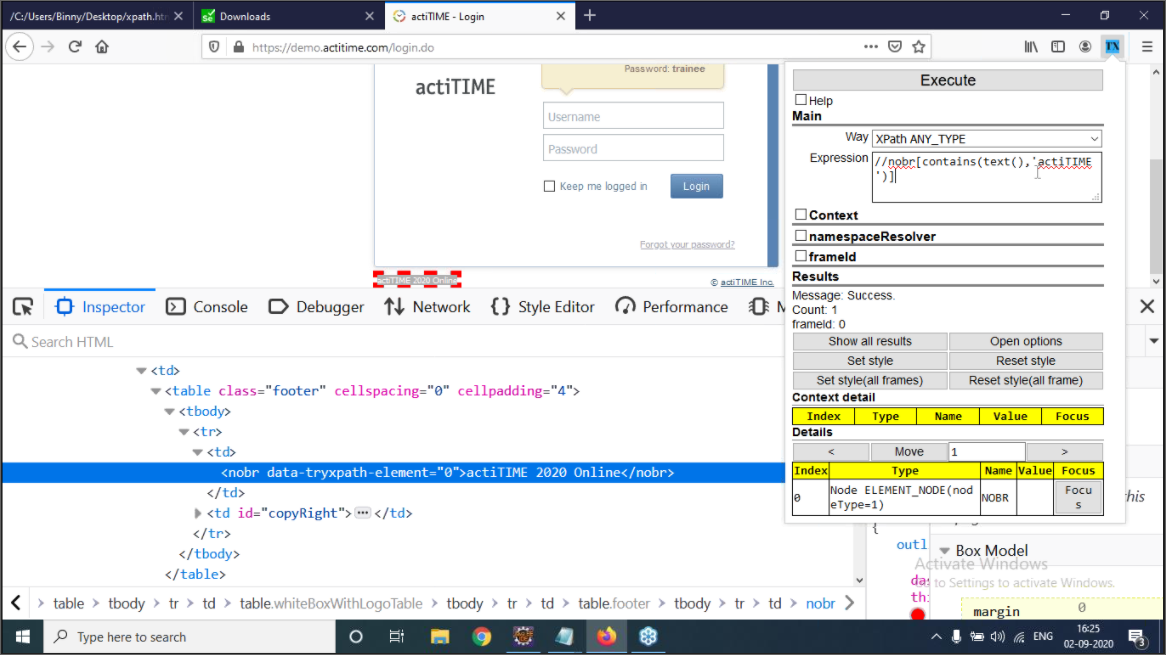 /C:/Users/Binny/Desktop/xpath.htm
Downloads
actiTIME - Login
https://demo.actitime.com/login.do
TX
Password: trainee
actiTIME
Username
Password
Keep me logged in
Login
Forgot your password?
actiTIME 2020 Online
© actiTIME Inc.
Execute
Help
Main
Way XPath ANY_TYPE
Expression //nobr[contains(text(),'actiTIME
')]
Context
namespaceResolver
frameId
Results
Message: Success.
Count: 1
frameId: 0
Show all results Open options
Set style Reset style
Set style(all frames) Reset style(all frame)
Context detail
Index Type Name Value Focus
Details
< Move 1 >
Index Type Name Value Focus
0 Node ELEMENT_NODE(nod
eType=1) NOBR Focu
s
Inspector Console Debugger Network {} Style Editor Performance M
Search HTML
<td>
<table class="footer" cellspacing="0" cellpadding="4">
<tbody>
<tr>
<td>
<nobr data-tryxpath-element="0">actiTIME 2020 Online</nobr>
</td>
<td id="copyRight"> ••• </td>
</tr>
</tbody>
</table>
this
{
outl
das
thi
Box Model
margin 0
Activate Windows
to Settings to activate Windows.
table tbody tr td table.whiteBoxWithLogoTable tbody tr td table.footer tbody tr td nobr
Type here to search
ENG
16:25
02-09-2020
3